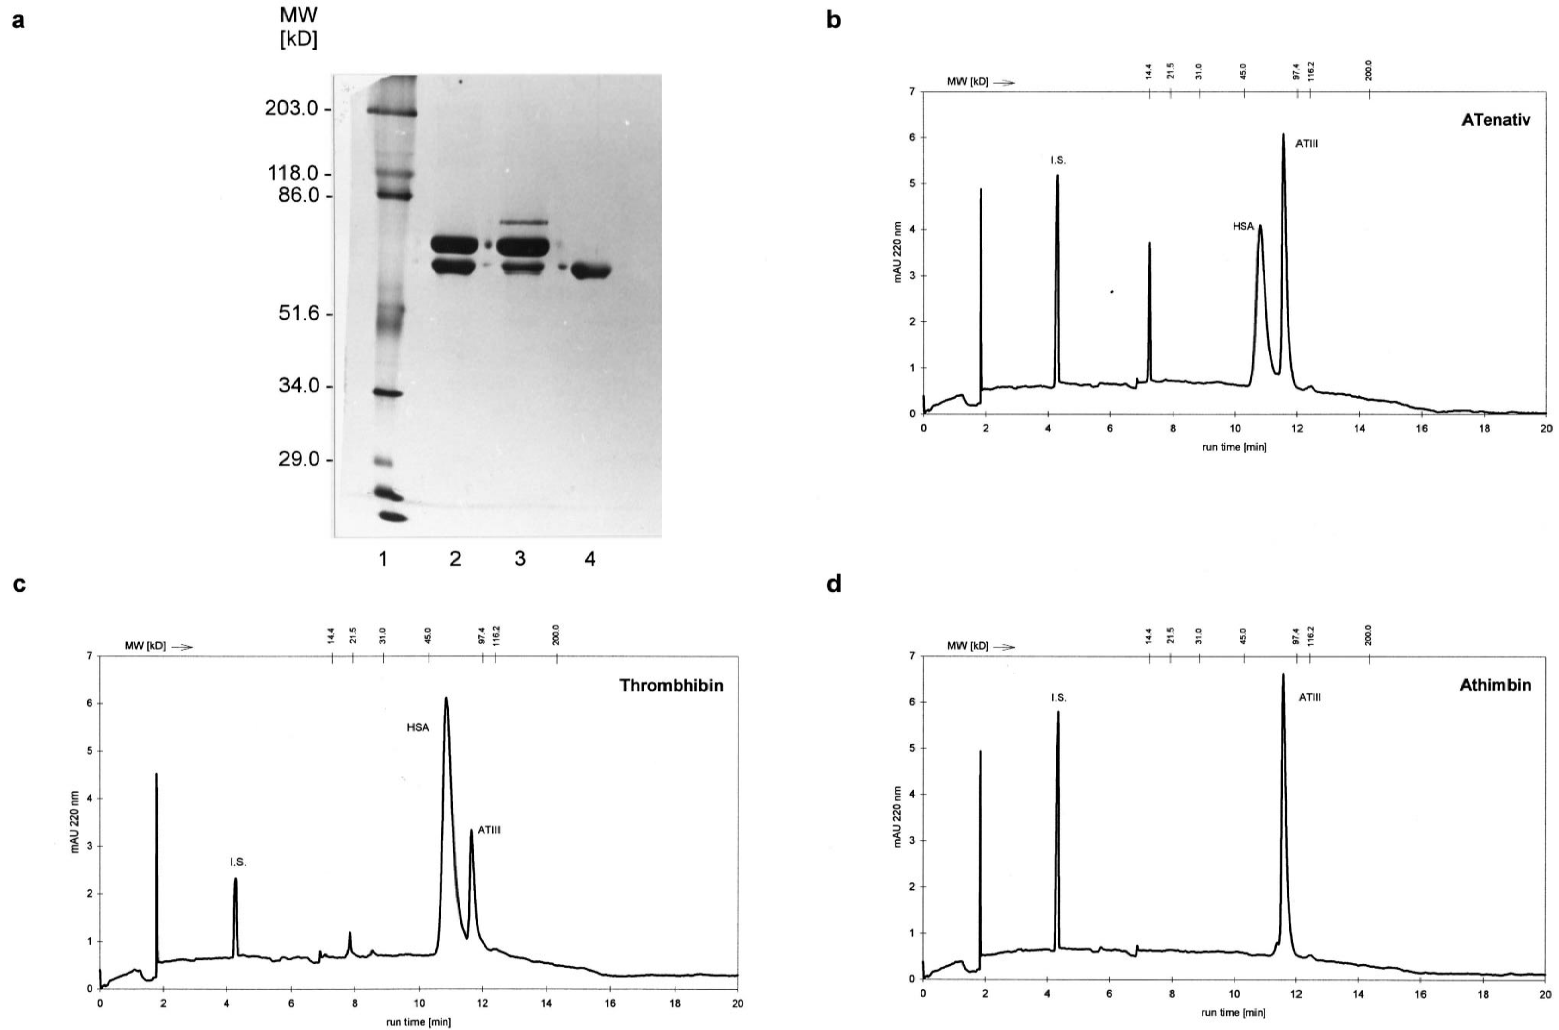 a
MW
[kD]
203.0 -
118.0 -
86.0 -
51.6 -
34.0 -
29.0 -
1 2 3 4
b
MW [kD]
14.4 21.5 31.0 45.0 97.4 116.2 200.0
ATenativ
I.S.
HSA
ATIII
mAU 220 nm
7
6
5
4
3
2
1
0
0 2 4 6 8 10 12 14 16 18 20
run time [min]
c
MW [kD]
14.4 21.5 31.0 45.0 97.4 116.2 200.0
Thrombhibin
I.S.
HSA
ATIII
mAU 220 nm
7
6
5
4
3
2
1
0
0 2 4 6 8 10 12 14 16 18 20
run time [min]
d
MW [kD]
14.4 21.5 31.0 45.0 97.4 116.2 200.0
Athimbin
I.S.
ATIII
mAU 220 nm
7
6
5
4
3
2
1
0
0 2 4 6 8 10 12 14 16 18 20
run time [min]